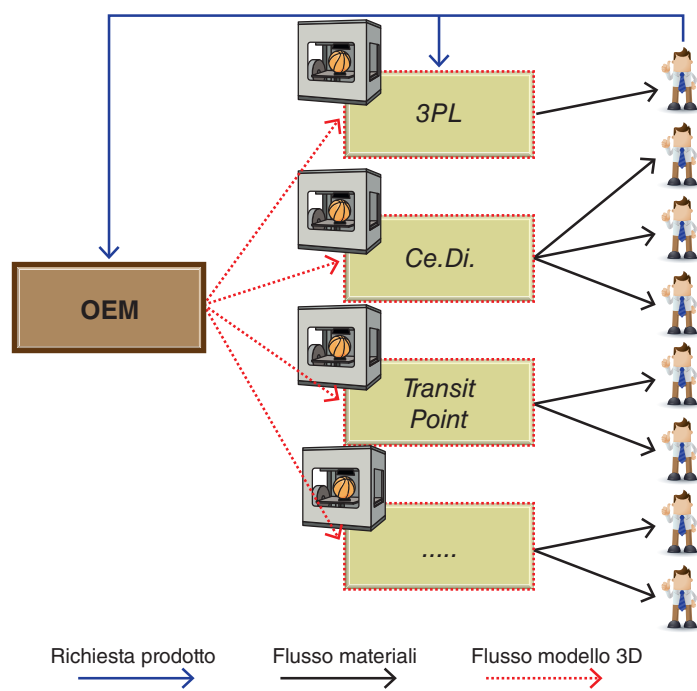 3PL
Ce.Di.
OEM
Transit
Point
.....
Richiesta prodotto
Flusso materiali
Flusso modello 3D